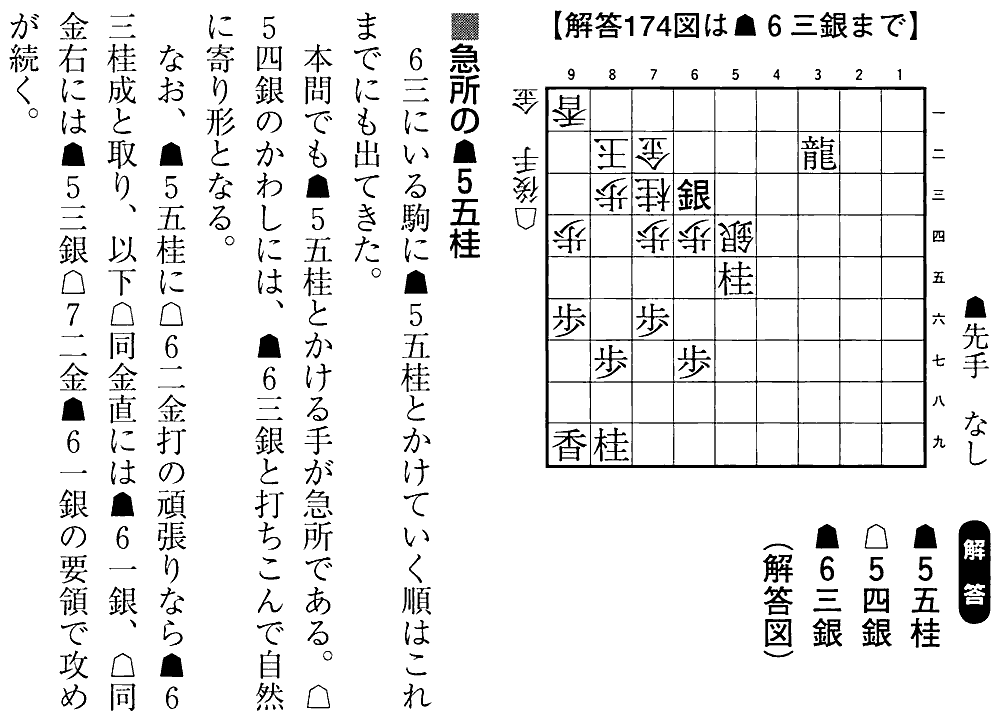 【解答174図は☗6三銀まで】
9 8 7 6 5 4 3 2 1
香 一
王 金 龍 二
歩 桂 銀 三
歩 歩 歩 銀 四
桂 五
歩 歩 六
歩 歩 七
八
香 桂 九
☖後手 金
☗先手 なし
解答
☗5五桂
☖5四銀
☗6三銀
(解答図)
■急所の☗5五桂
6三にいる駒に☗5五桂とかけていく順はこれ
までにも出てきた。
本問でも☗5五桂とかける手が急所である。☖
5四銀のかわしには、☗6三銀と打ちこんで自然
に寄り形となる。
なお、☗5五桂に☖6二金打の頑張りなら☗6
三桂成と取り、以下☖同金直には☗6一銀、☖同
金右には☗5三銀☖7二金☗6一銀の要領で攻め
が続く。